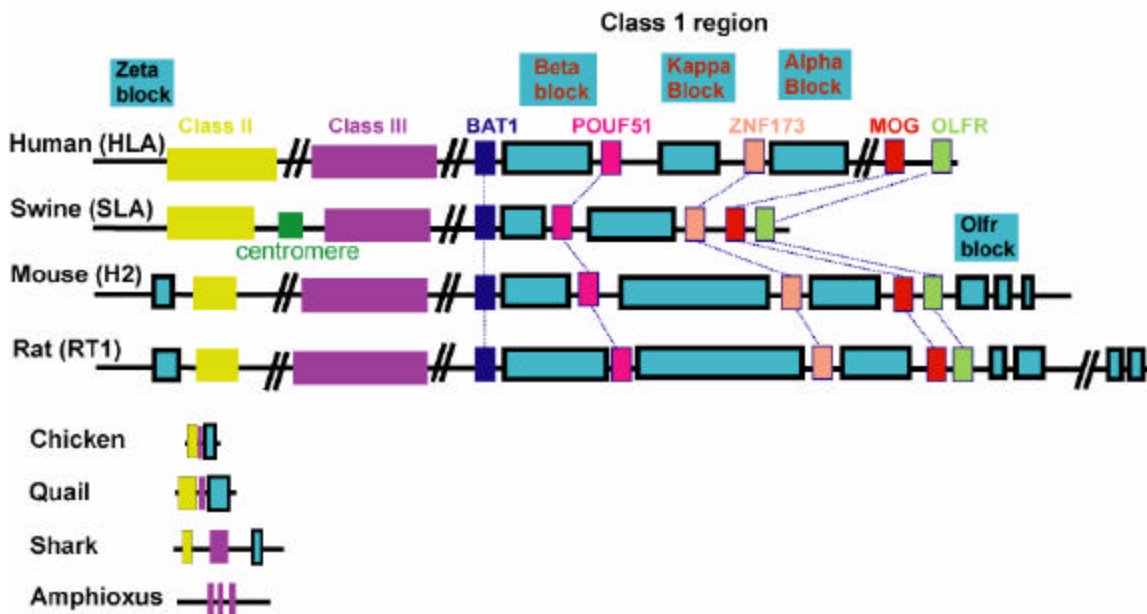 Class 1 region
Zeta
block
Beta
block
Kappa
Block
Alpha
Block
Class II
Class III
BAT1
POUF51
ZNF173
MOG
OLFR
Human (HLA)
Swine (SLA)
centromere
Olfr
block
Mouse (H2)
Rat (RT1)
Chicken
Quail
Shark
Amphioxus